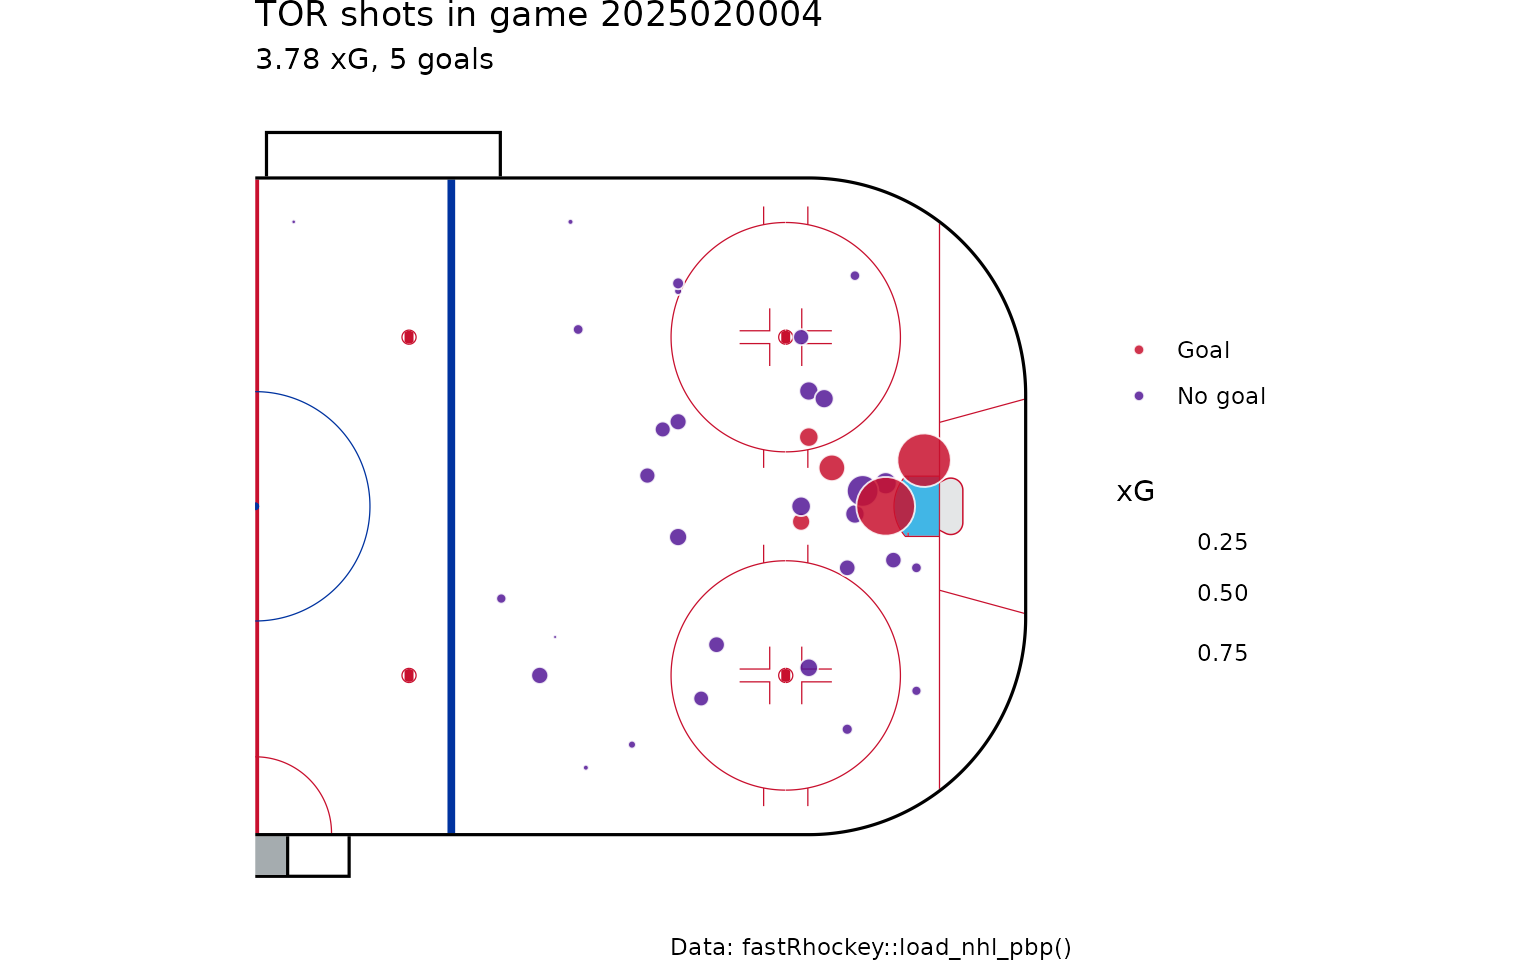 TOR shots in game 2025020004
3.78 xG, 5 goals
Goal
No goal
xG
0.25
0.50
0.75
Data: fastRhockey::load_nhl_pbp()